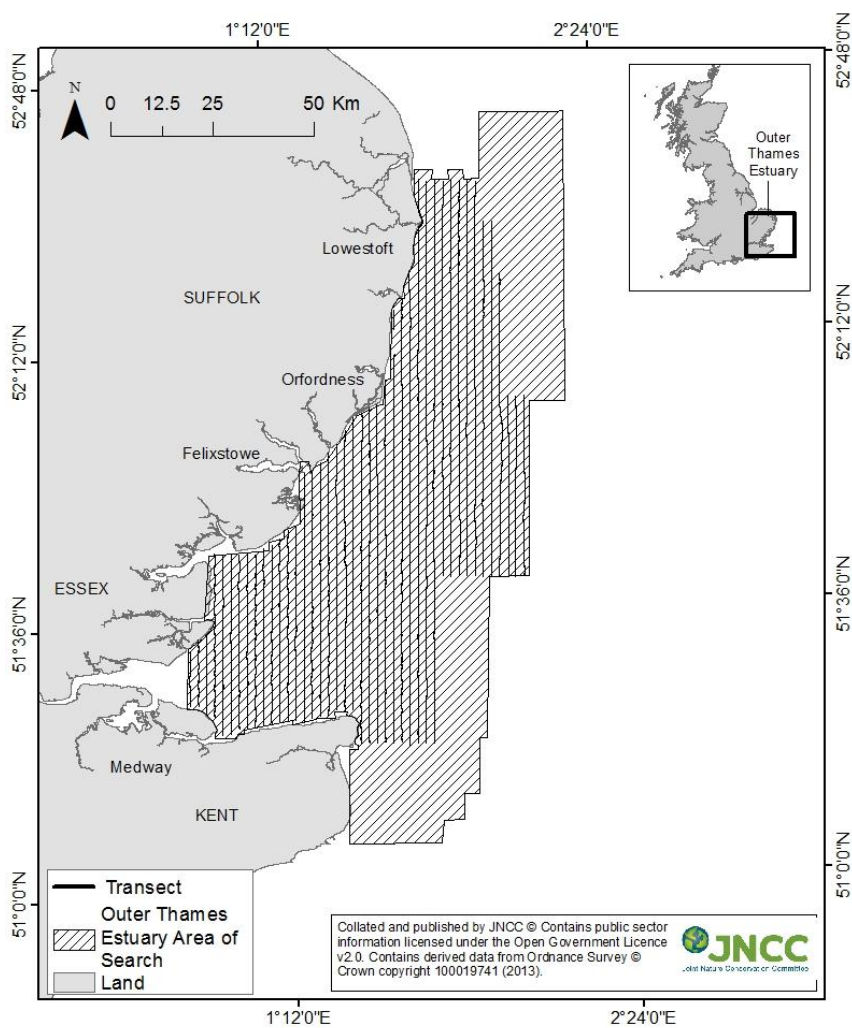 1°12'0"E
2°24'0"E
52°48'0"N
52°48'0"N
N
0 12.5 25 50 Km
Outer
Thames
Estuary
Lowestoft
SUFFOLK
52°12'0"N
52°12'0"N
Orfordness
Felixstowe
ESSEX
51°36'0"N
51°36'0"N
Medway
KENT
51°0'0"N
51°0'0"N
Transect
Outer Thames
Estuary Area of
Search
Land
Collated and published by JNCC © Contains public sector
information licensed under the Open Government Licence
v2.0. Contains derived data from Ordnance Survey ©
Crown copyright 100019741 (2013).
JNCC
Joint Nature Conservation Committee
1°12'0"E
2°24'0"E